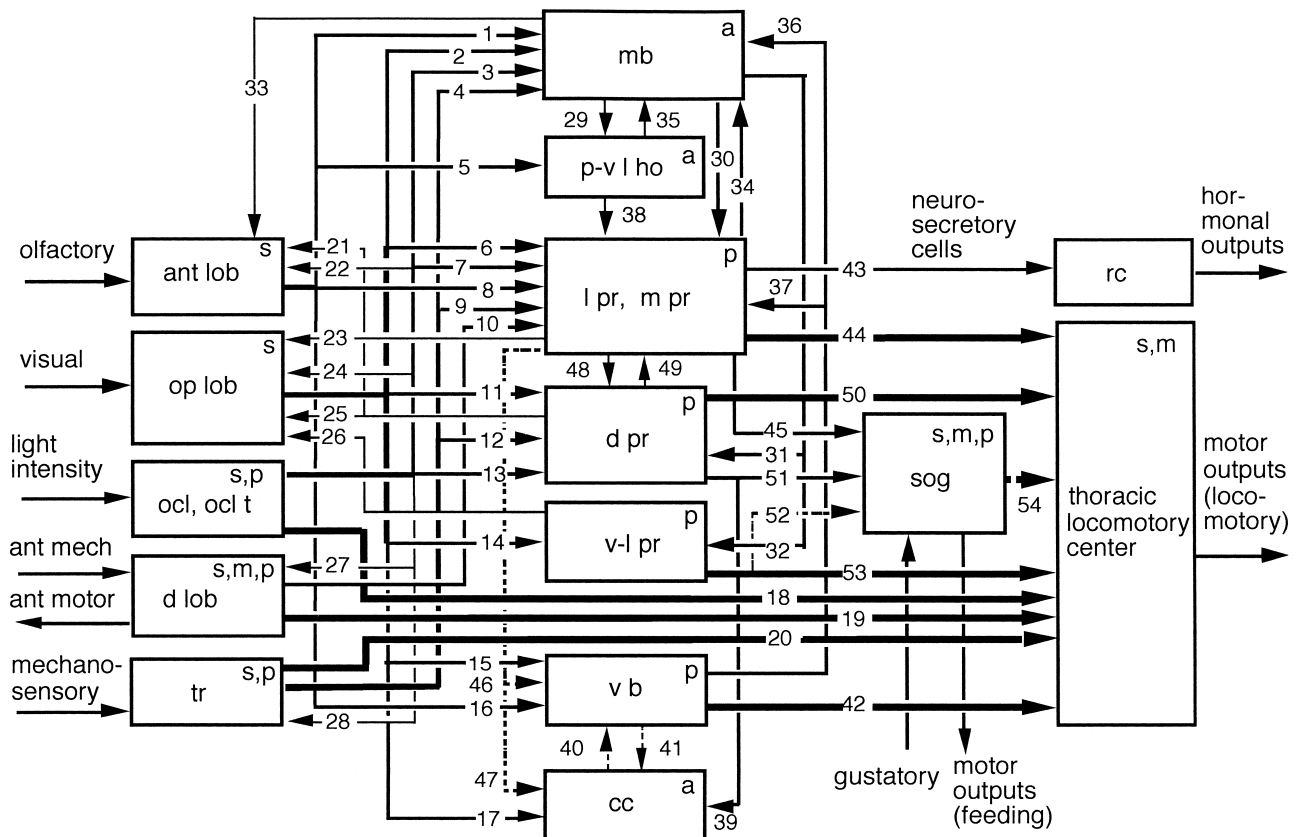 1
36
a
2
mb
3
33
4
29
35
30
5
a
p-v l ho
34
38
neuro-
secretory
cells
hor-
monal
outputs
olfactory
s
ant lob
21
22
6
7
8
9
10
p
l pr, m pr
43
37
rc
visual
s
op lob
23
24
25
26
44
s,m
48
49
11
p
d pr
50
light
intensity
s,p
ocl, ocl t
12
13
45
31
51
s,m,p
sog
54
thoracic
locomotory
center
motor
outputs
(loco-
motory)
52
ant mech
s,m,p
d lob
27
14
p
v-l pr
32
53
ant motor
18
19
20
mechano-
sensory
s,p
tr
28
15
46
16
p
v b
42
40
41
47
17
a
cc
39
gustatory
motor
outputs
(feeding)